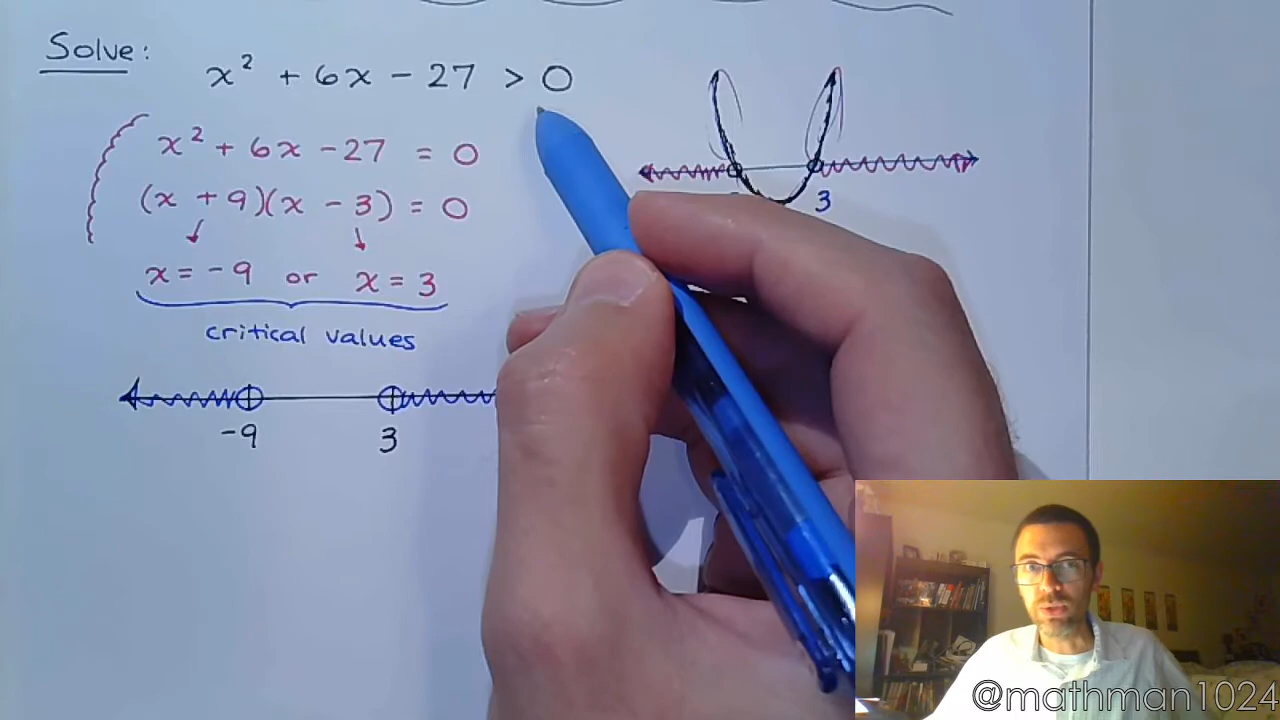 Solve:
x² + 6x - 27 > 0
x² + 6x - 27 = 0
(x + 9)(x - 3) = 0
x = -9 or x = 3
critical values
-9 3
3
@mathman1024